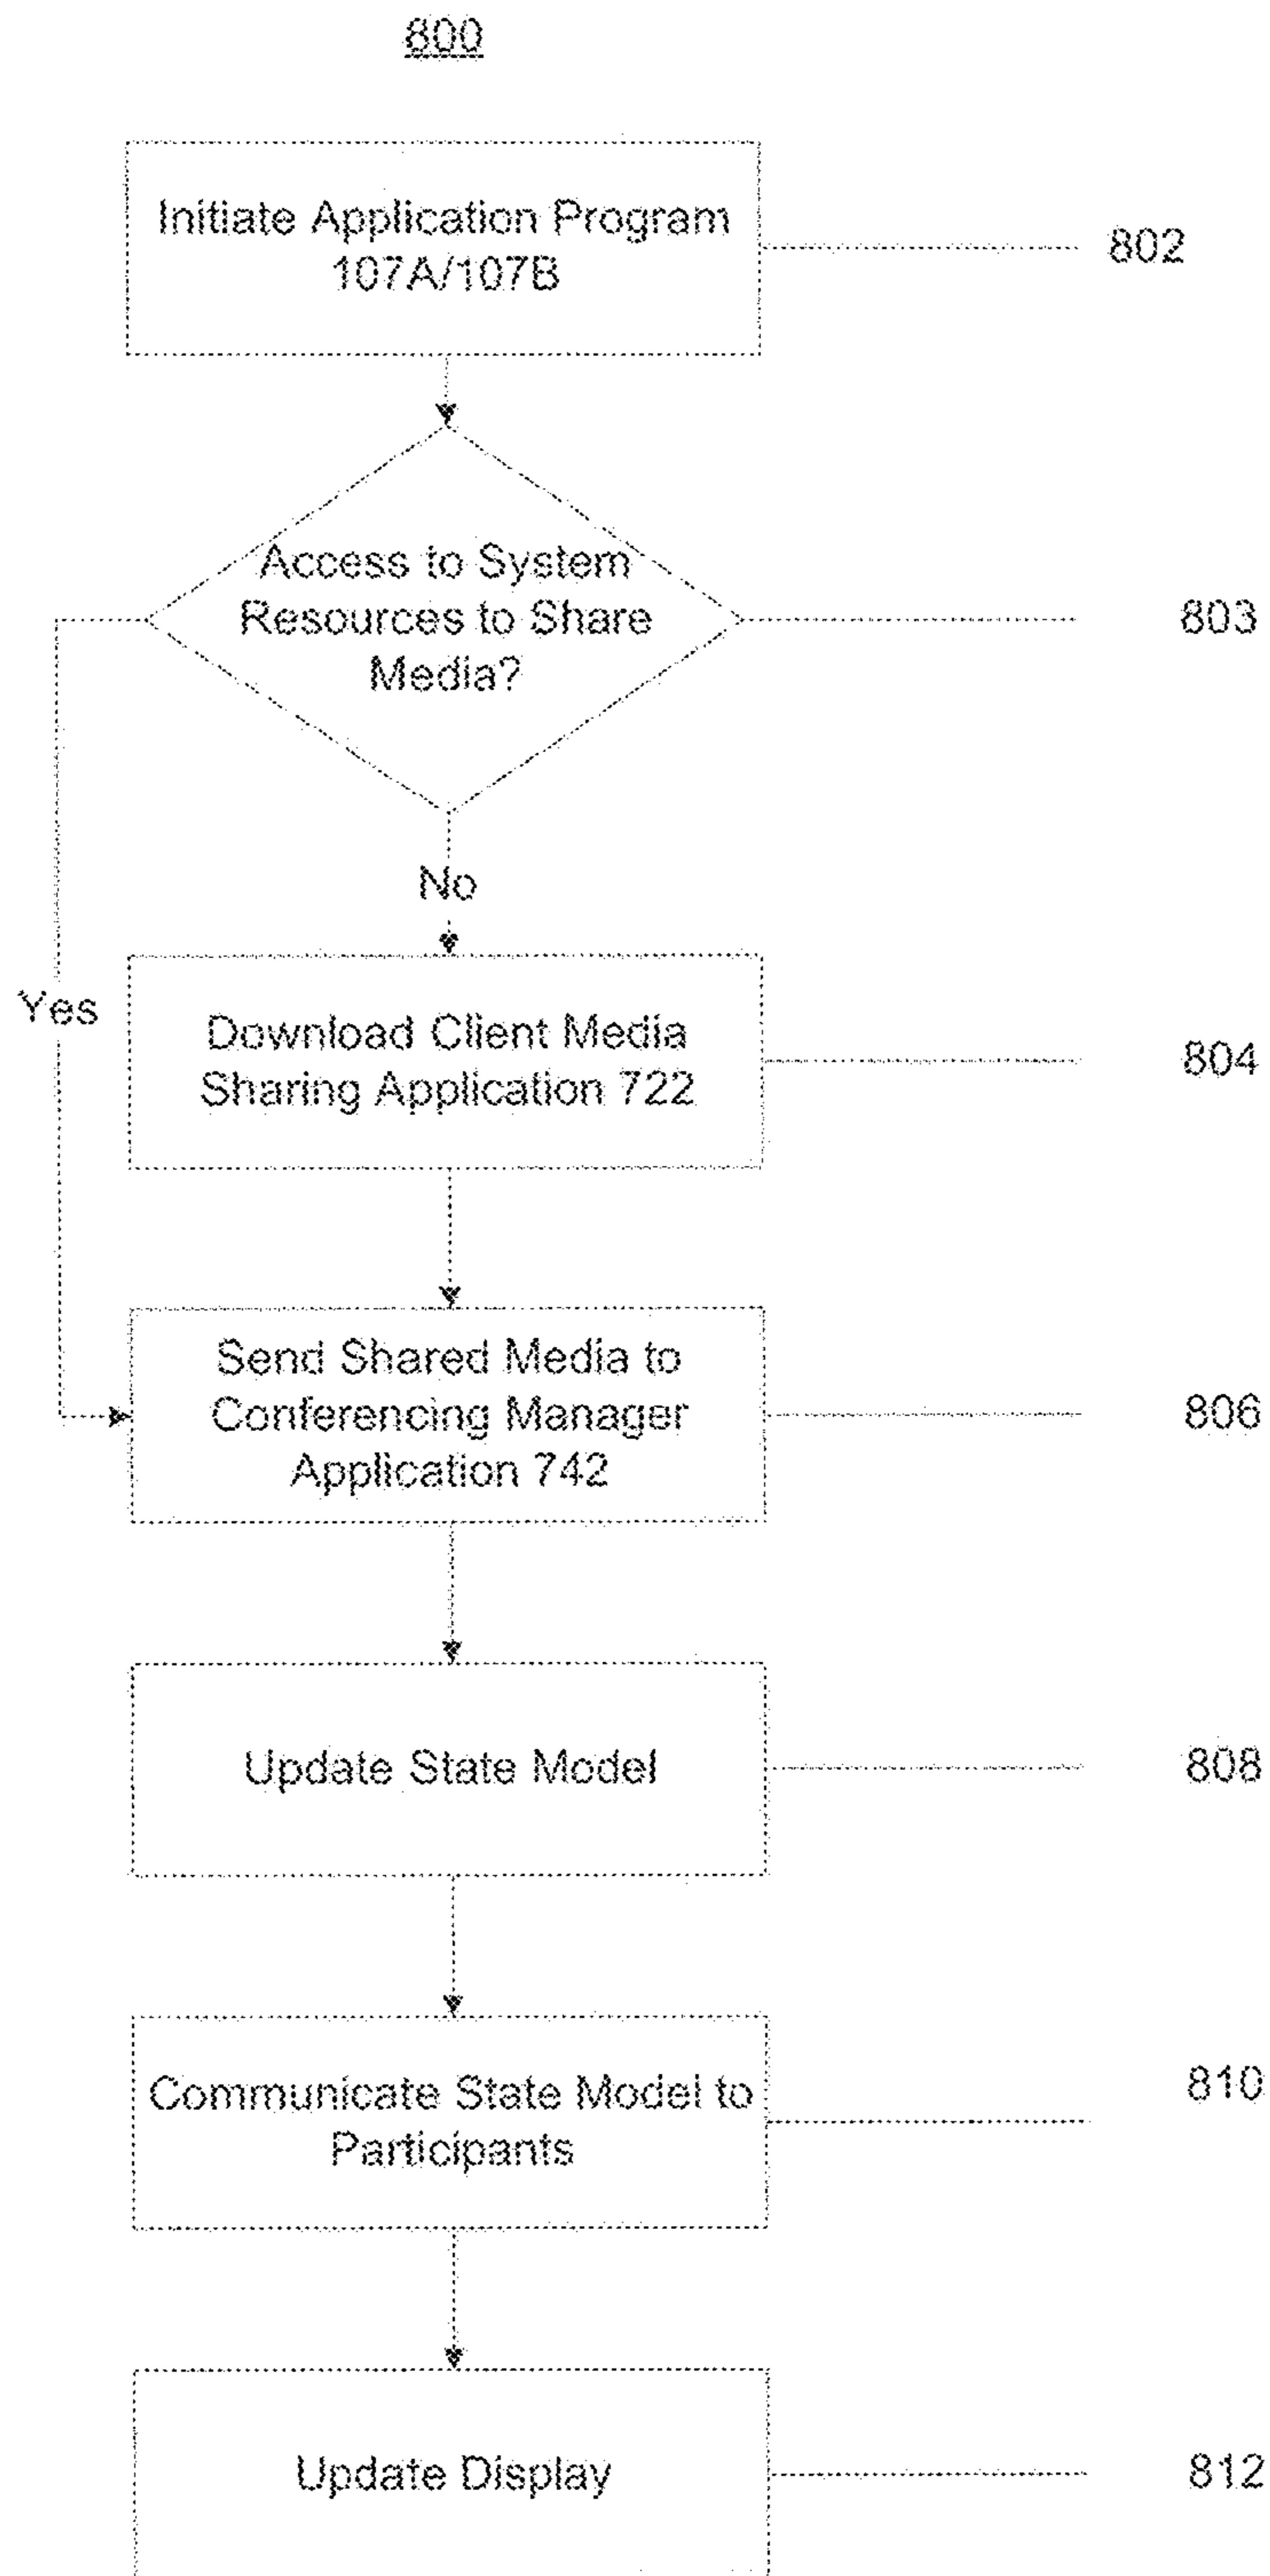 800
Initiate Application Program
107A/107B
802
Access to System
Resources to Share
Media?
803
No
Yes
Download Client Media
Sharing Application 722
804
Send Shared Media to
Conferencing Manager
Application 742
806
Update State Model
808
Communicate State Model to
Participants
810
Update Display
812